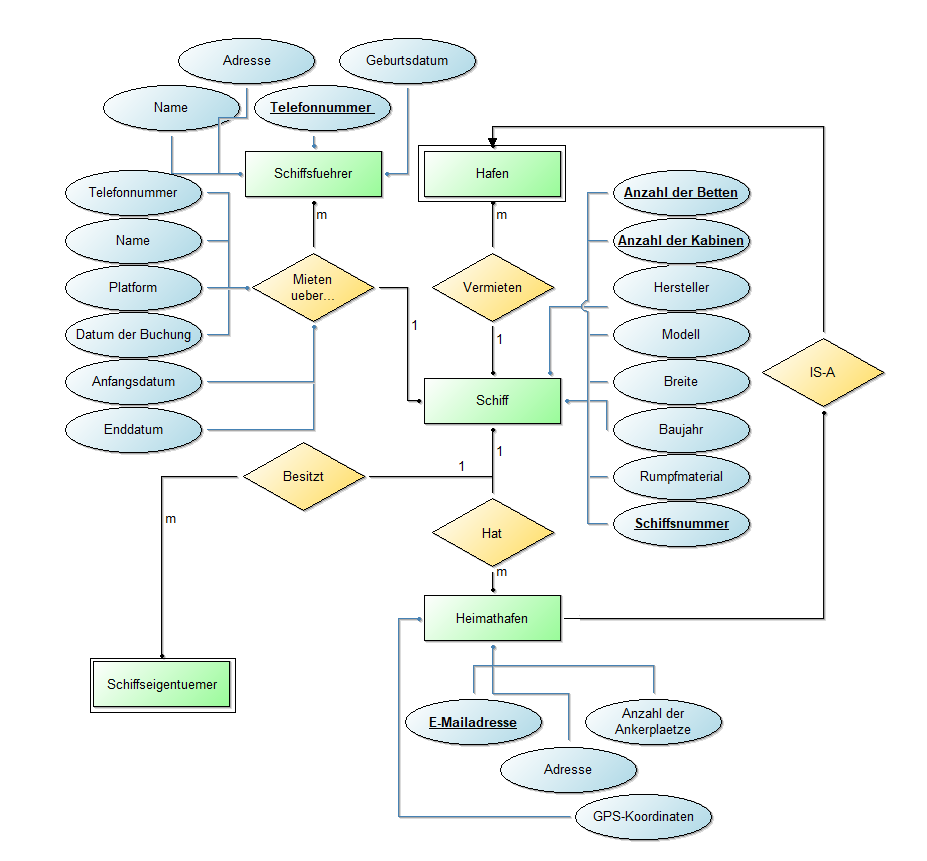 Adresse
Geburtsdatum
Name
Telefonnummer
Schiffsfuehrer
Hafen
Telefonnummer
Anzahl der Betten
m
m
Name
Anzahl der Kabinen
Mieten
ueber...
Platform
Vermieten
Hersteller
1
1
Datum der Buchung
Modell
Anfangsdatum
IS-A
Breite
Schiff
Enddatum
Baujahr
1
1
Besitzt
Rumpfmaterial
m
Hat
Schiffsnummer
m
Heimathafen
Schiffseigentuemer
E-Mailadresse
Anzahl der
Ankerplaetze
Adresse
GPS-Koordinaten